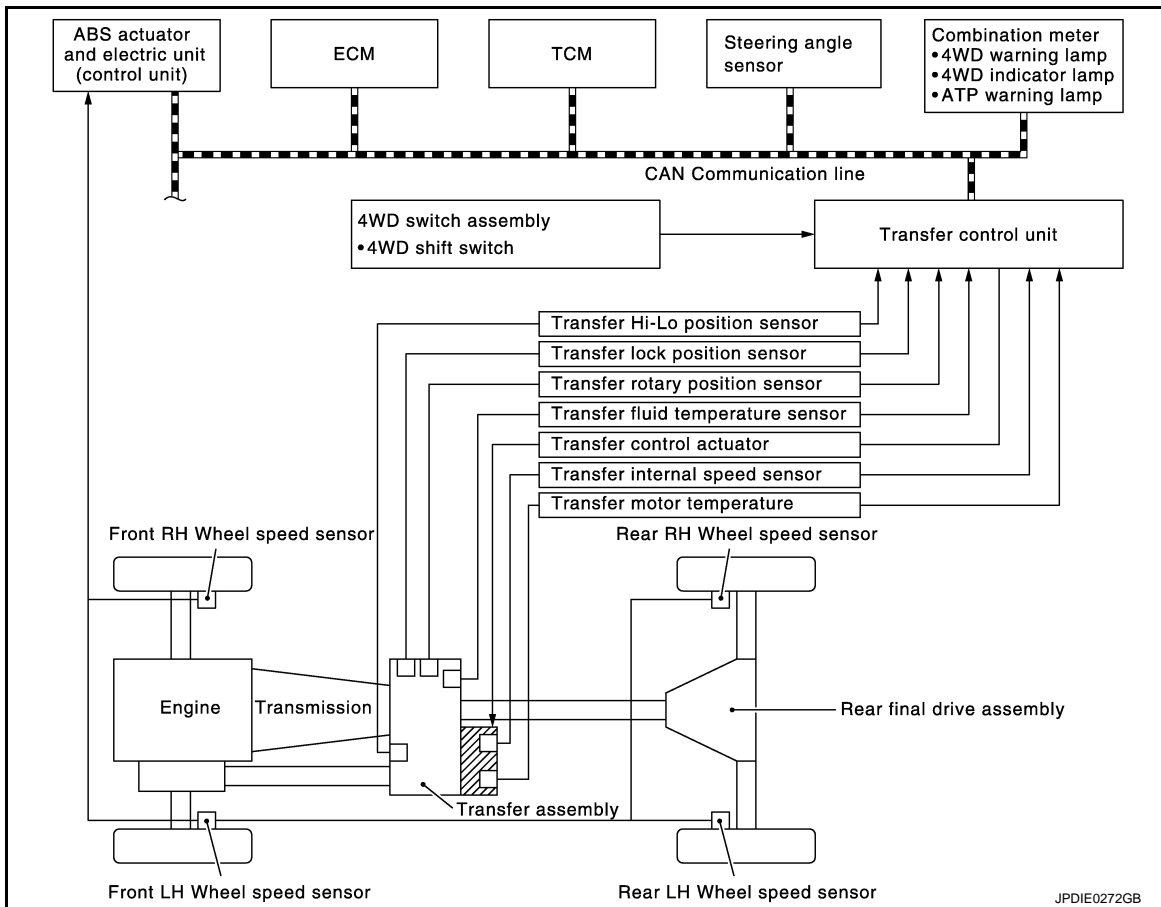 ABS actuator
and electric unit
(control unit)
ECM
TCM
Steering angle
sensor
Combination meter
•4WD warning lamp
•4WD indicator lamp
•ATP warning lamp
CAN Communication line
4WD switch assembly
•4WD shift switch
Transfer control unit
Transfer Hi-Lo position sensor
Transfer lock position sensor
Transfer rotary position sensor
Transfer fluid temperature sensor
Transfer control actuator
Transfer internal speed sensor
Transfer motor temperature
Front RH Wheel speed sensor
Rear RH Wheel speed sensor
Engine
Transmission
Rear final drive assembly
Transfer assembly
Front LH Wheel speed sensor
Rear LH Wheel speed sensor
JPDIE0272GB